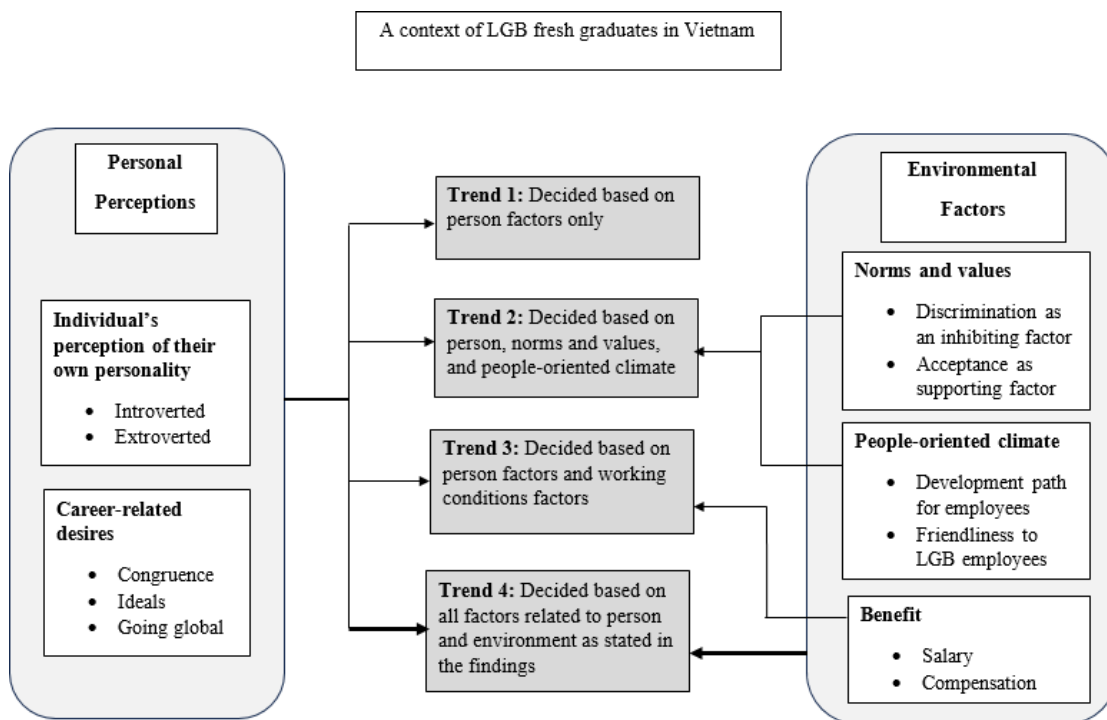 A context of LGB fresh graduates in Vietnam
Personal
Perceptions
Individual's
perception of their
own personality
• Introverted
• Extroverted
Career-related
desires
• Congruence
• Ideals
• Going global
Trend 1: Decided based on
person factors only
Trend 2: Decided based on
person, norms and values,
and people-oriented climate
Trend 3: Decided based on
person factors and working
conditions factors
Trend 4: Decided based on
all factors related to person
and environment as stated in
the findings
Environmental
Factors
Norms and values
• Discrimination as
an inhibiting factor
• Acceptance as
supporting factor
People-oriented climate
• Development path
for employees
• Friendliness to
LGB employees
Benefit
• Salary
• Compensation